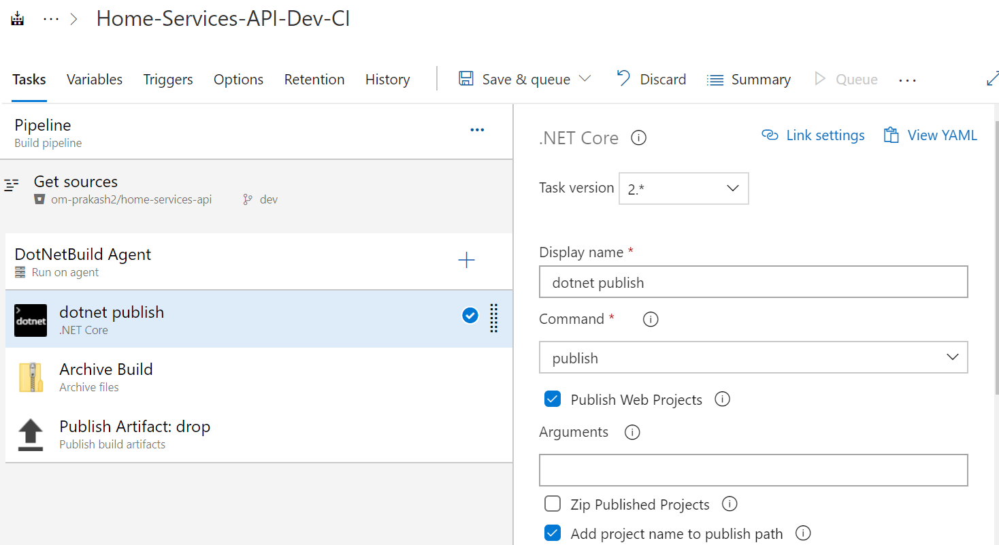 ... > Home-Services-API-Dev-CI
Tasks Variables Triggers Options Retention History Save & queue Discard Summary Queue ...
Pipeline
Build pipeline
Get sources
om-prakash2/home-services-api dev
DotNetBuild Agent
Run on agent
dotnet
dotnet publish
.NET Core
Archive Build
Archive files
Publish Artifact: drop
Publish build artifacts
.NET Core Link settings View YAML
Task version 2.*
Display name *
dotnet publish
Command *
publish
Publish Web Projects
Arguments
Zip Published Projects
Add project name to publish path